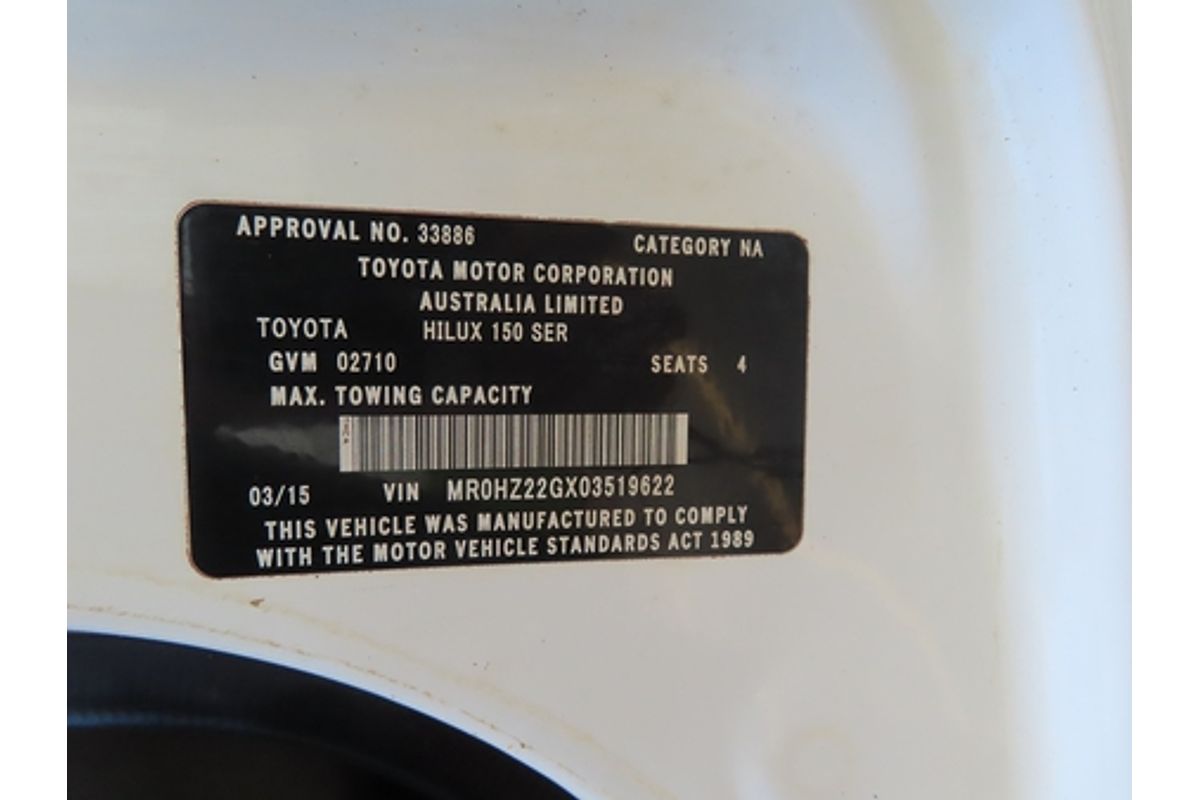 APPROVAL NO. 33886 CATEGORY NA
TOYOTA MOTOR CORPORATION
AUSTRALIA LIMITED
TOYOTA HILUX 150 SER
GVM 02710 SEATS 4
MAX. TOWING CAPACITY
03/15 VIN MR0HZ22GX03519622
THIS VEHICLE WAS MANUFACTURED TO COMPLY
WITH THE MOTOR VEHICLE STANDARDS ACT 1989